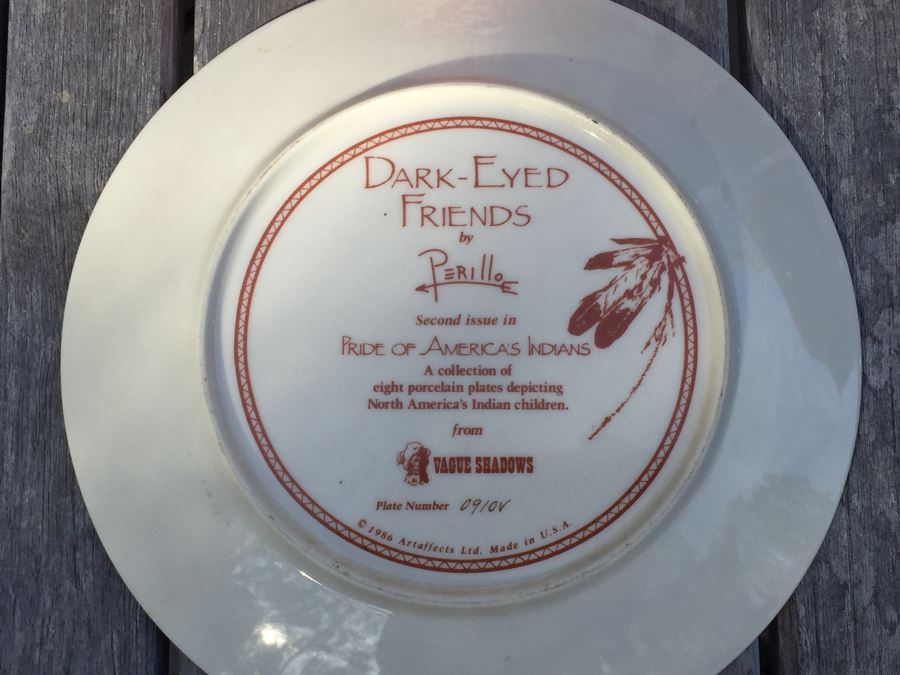 DARK-EYED
FRIENDS
by
PERILLO
Second issue in
PRIDE OF AMERICA'S INDIANS
A collection of
eight porcelain plates depicting
North America's Indian children.
from
VAGUE SHADOWS
Plate Number 0910V
© 1986 Artaffects Ltd. Made in U.S.A.